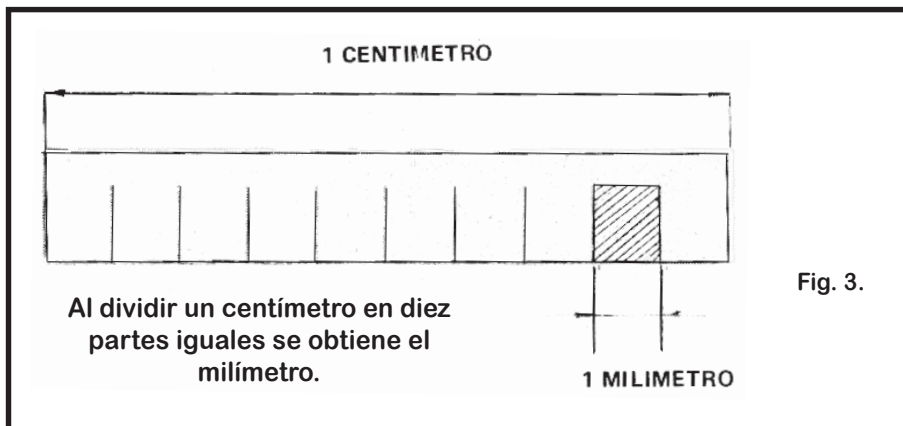 1 CENTIMETRO
Fig. 3.
Al dividir un centímetro en diez
partes iguales se obtiene el
milímetro.
1 MILIMETRO